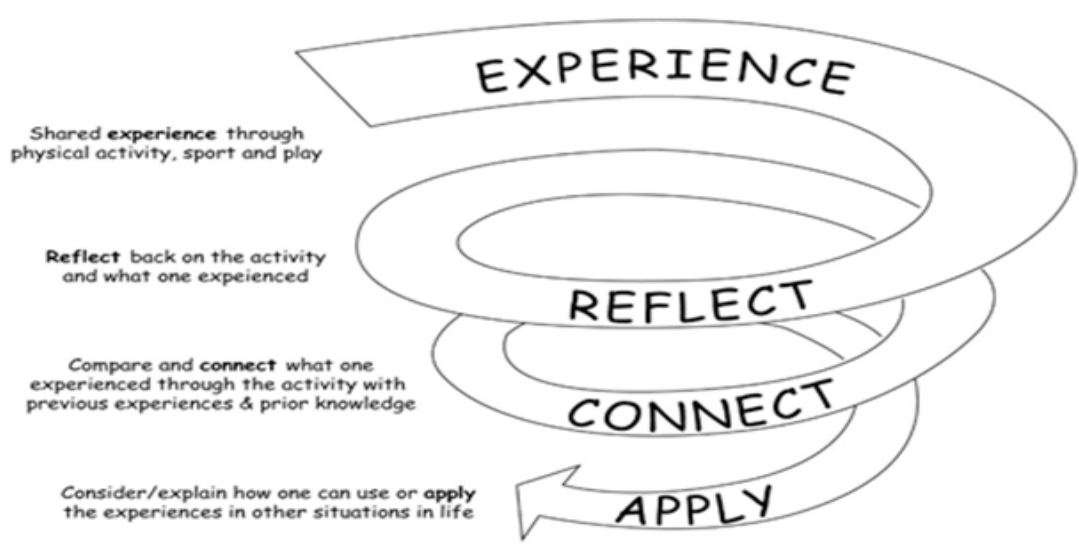 EXPERIENCE
Shared experience through
physical activity, sport and play
Reflect back on the activity
and what one expeienced
REFLECT
Compare and connect what one
experienced through the activity with
previous experiences & prior knowledge
CONNECT
Consider/explain how one can use or apply
the experiences in other situations in life
APPLY